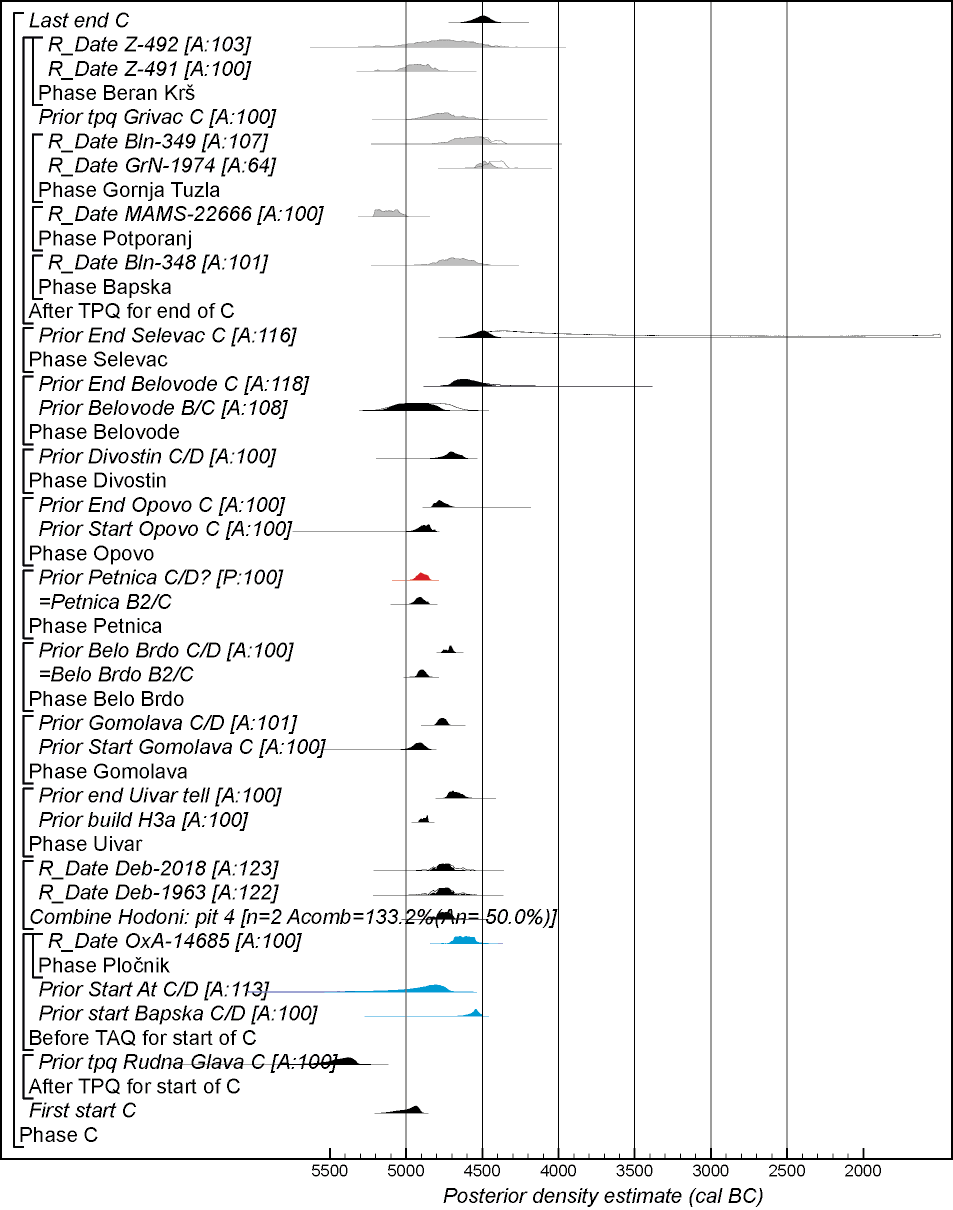 Last end C
R_Date Z-492 [A:103]
R_Date Z-491 [A:100]
Phase Beran Krš
Prior tpq Grivac C [A:100]
R_Date Bln-349 [A:107]
R_Date GrN-1974 [A:64]
Phase Gornja Tuzla
R_Date MAMS-22666 [A:100]
Phase Potporanj
R_Date Bln-348 [A:101]
Phase Bapska
After TPQ for end of C
Prior End Selevac C [A:116]
Phase Selevac
Prior End Belovode C [A:118]
Prior Belovode B/C [A:108]
Phase Belovode
Prior Divostin C/D [A:100]
Phase Divostin
Prior End Opovo C [A:100]
Prior Start Opovo C [A:100]
Phase Opovo
Prior Petnica C/D? [P:100]
=Petnica B2/C
Phase Petnica
Prior Belo Brdo C/D [A:100]
=Belo Brdo B2/C
Phase Belo Brdo
Prior Gomolava C/D [A:101]
Prior Start Gomolava C [A:100]
Phase Gomolava
Prior end Uivar tell [A:100]
Prior build H3a [A:100]
Phase Uivar
R_Date Deb-2018 [A:123]
R_Date Deb-1963 [A:122]
Combine Hodoni: pit 4 [n=2 Acomb=133.2%(An= 50.0%)]
R_Date OxA-14685 [A:100]
Phase Pločnik
Prior Start At C/D [A:113]
Prior start Bapska C/D [A:100]
Before TAQ for start of C
Prior tpq Rudna Glava C [A:100]
After TPQ for start of C
First start C
Phase C
5500 5000 4500 4000 3500 3000 2500 2000
Posterior density estimate (cal BC)